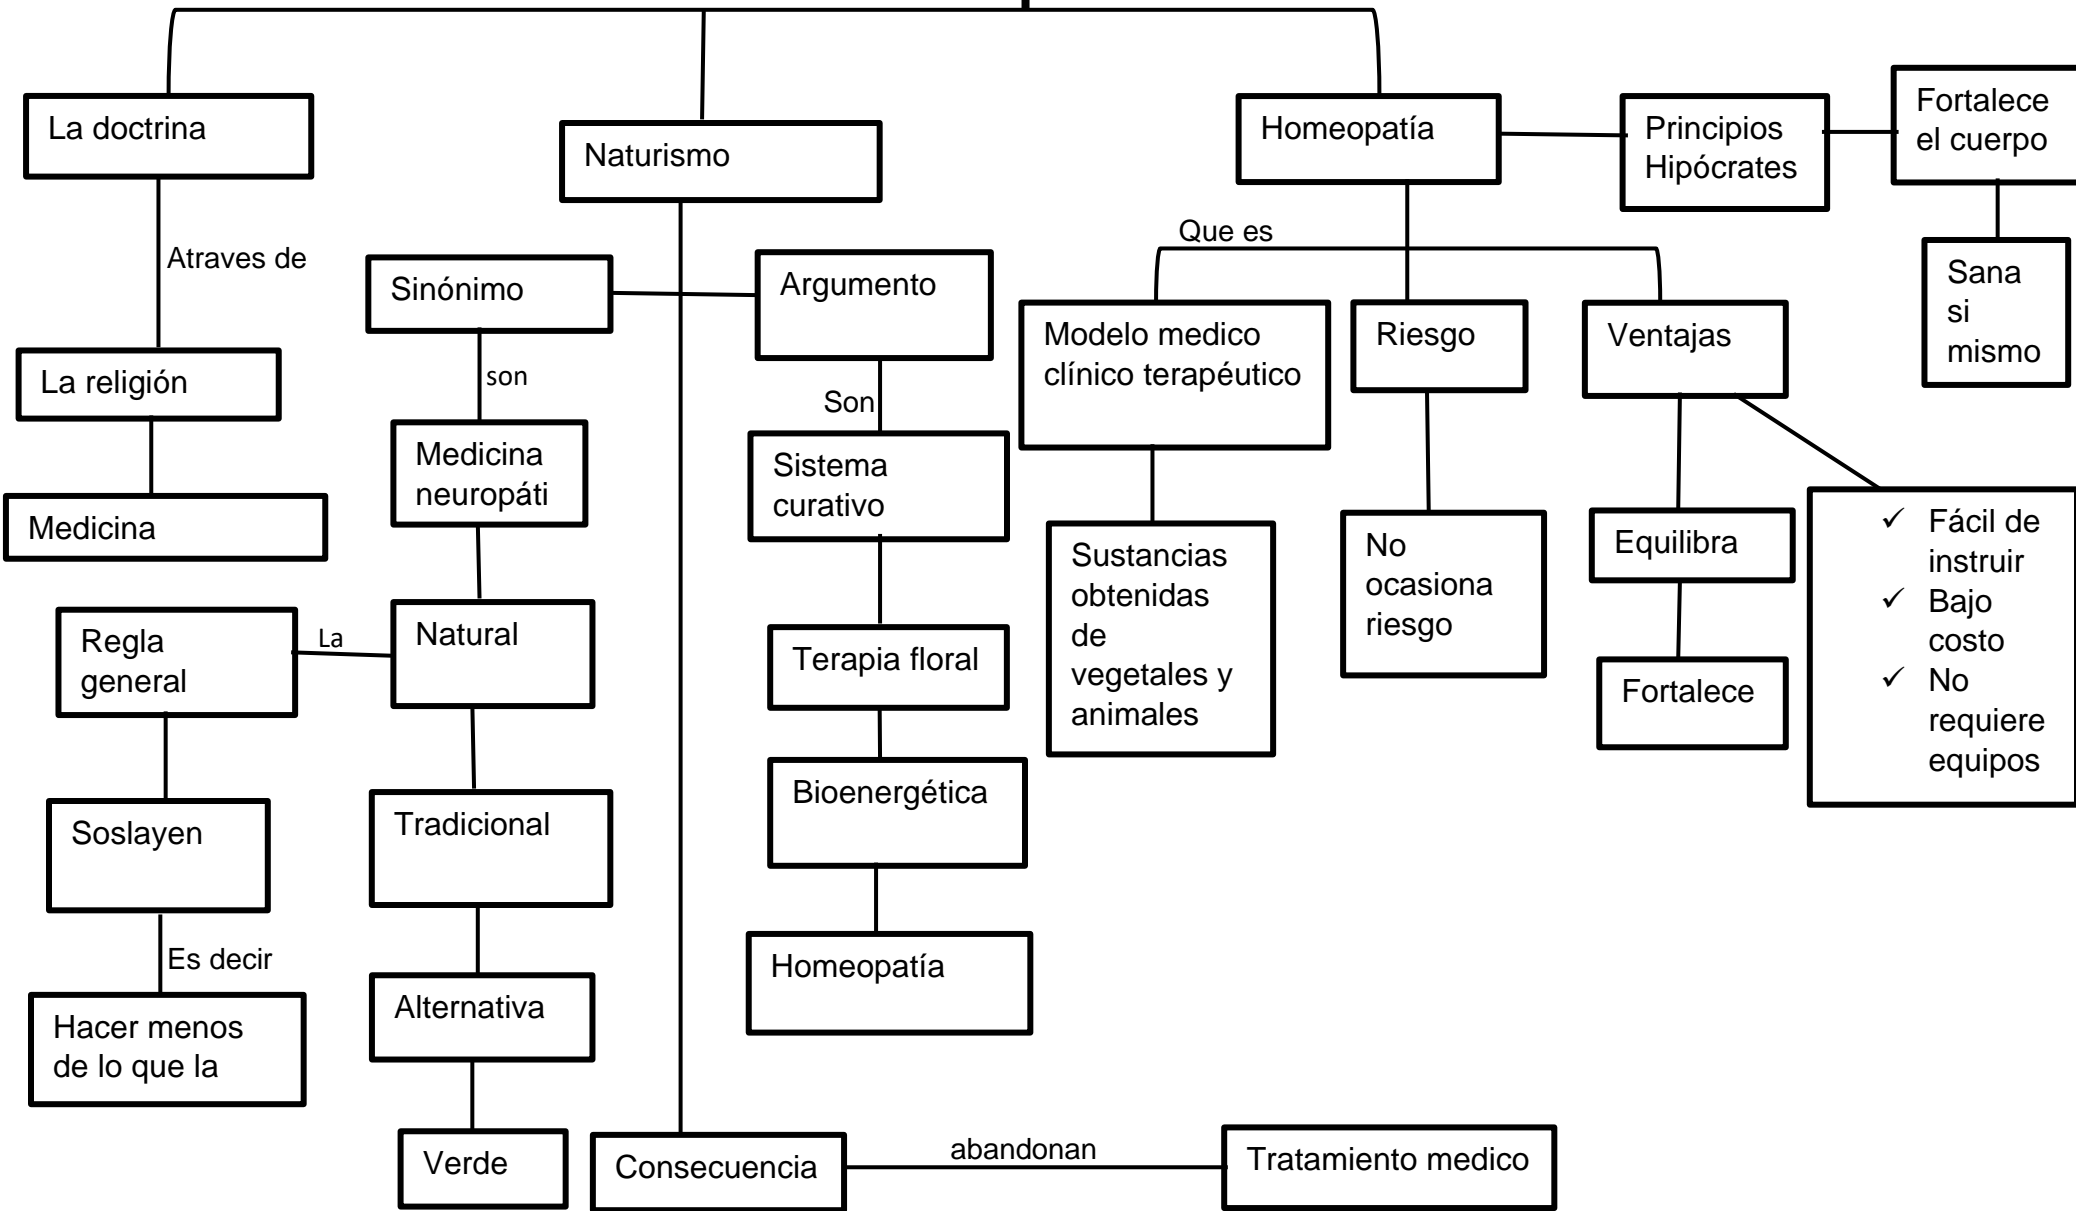 La doctrina
Atraves de
La religión
Medicina
Naturismo
Sinónimo
son
Medicina
neuropáti
Natural
La
Regla
general
Soslayen
Es decir
Hacer menos
de lo que la
Tradicional
Alternativa
Verde
Argumento
Son
Sistema
curativo
Terapia floral
Bioenergética
Homeopatía
Consecuencia
abandonan
Tratamiento medico
Homeopatía
Principios
Hipócrates
Fortalece
el cuerpo
Sana
si
mismo
Que es
Modelo medico
clínico terapéutico
Sustancias
obtenidas
de
vegetales y
animales
Riesgo
No
ocasiona
riesgo
Ventajas
Equilibra
Fortalece
✓ Fácil de
instruir
✓ Bajo
costo
✓ No
requiere
equipos